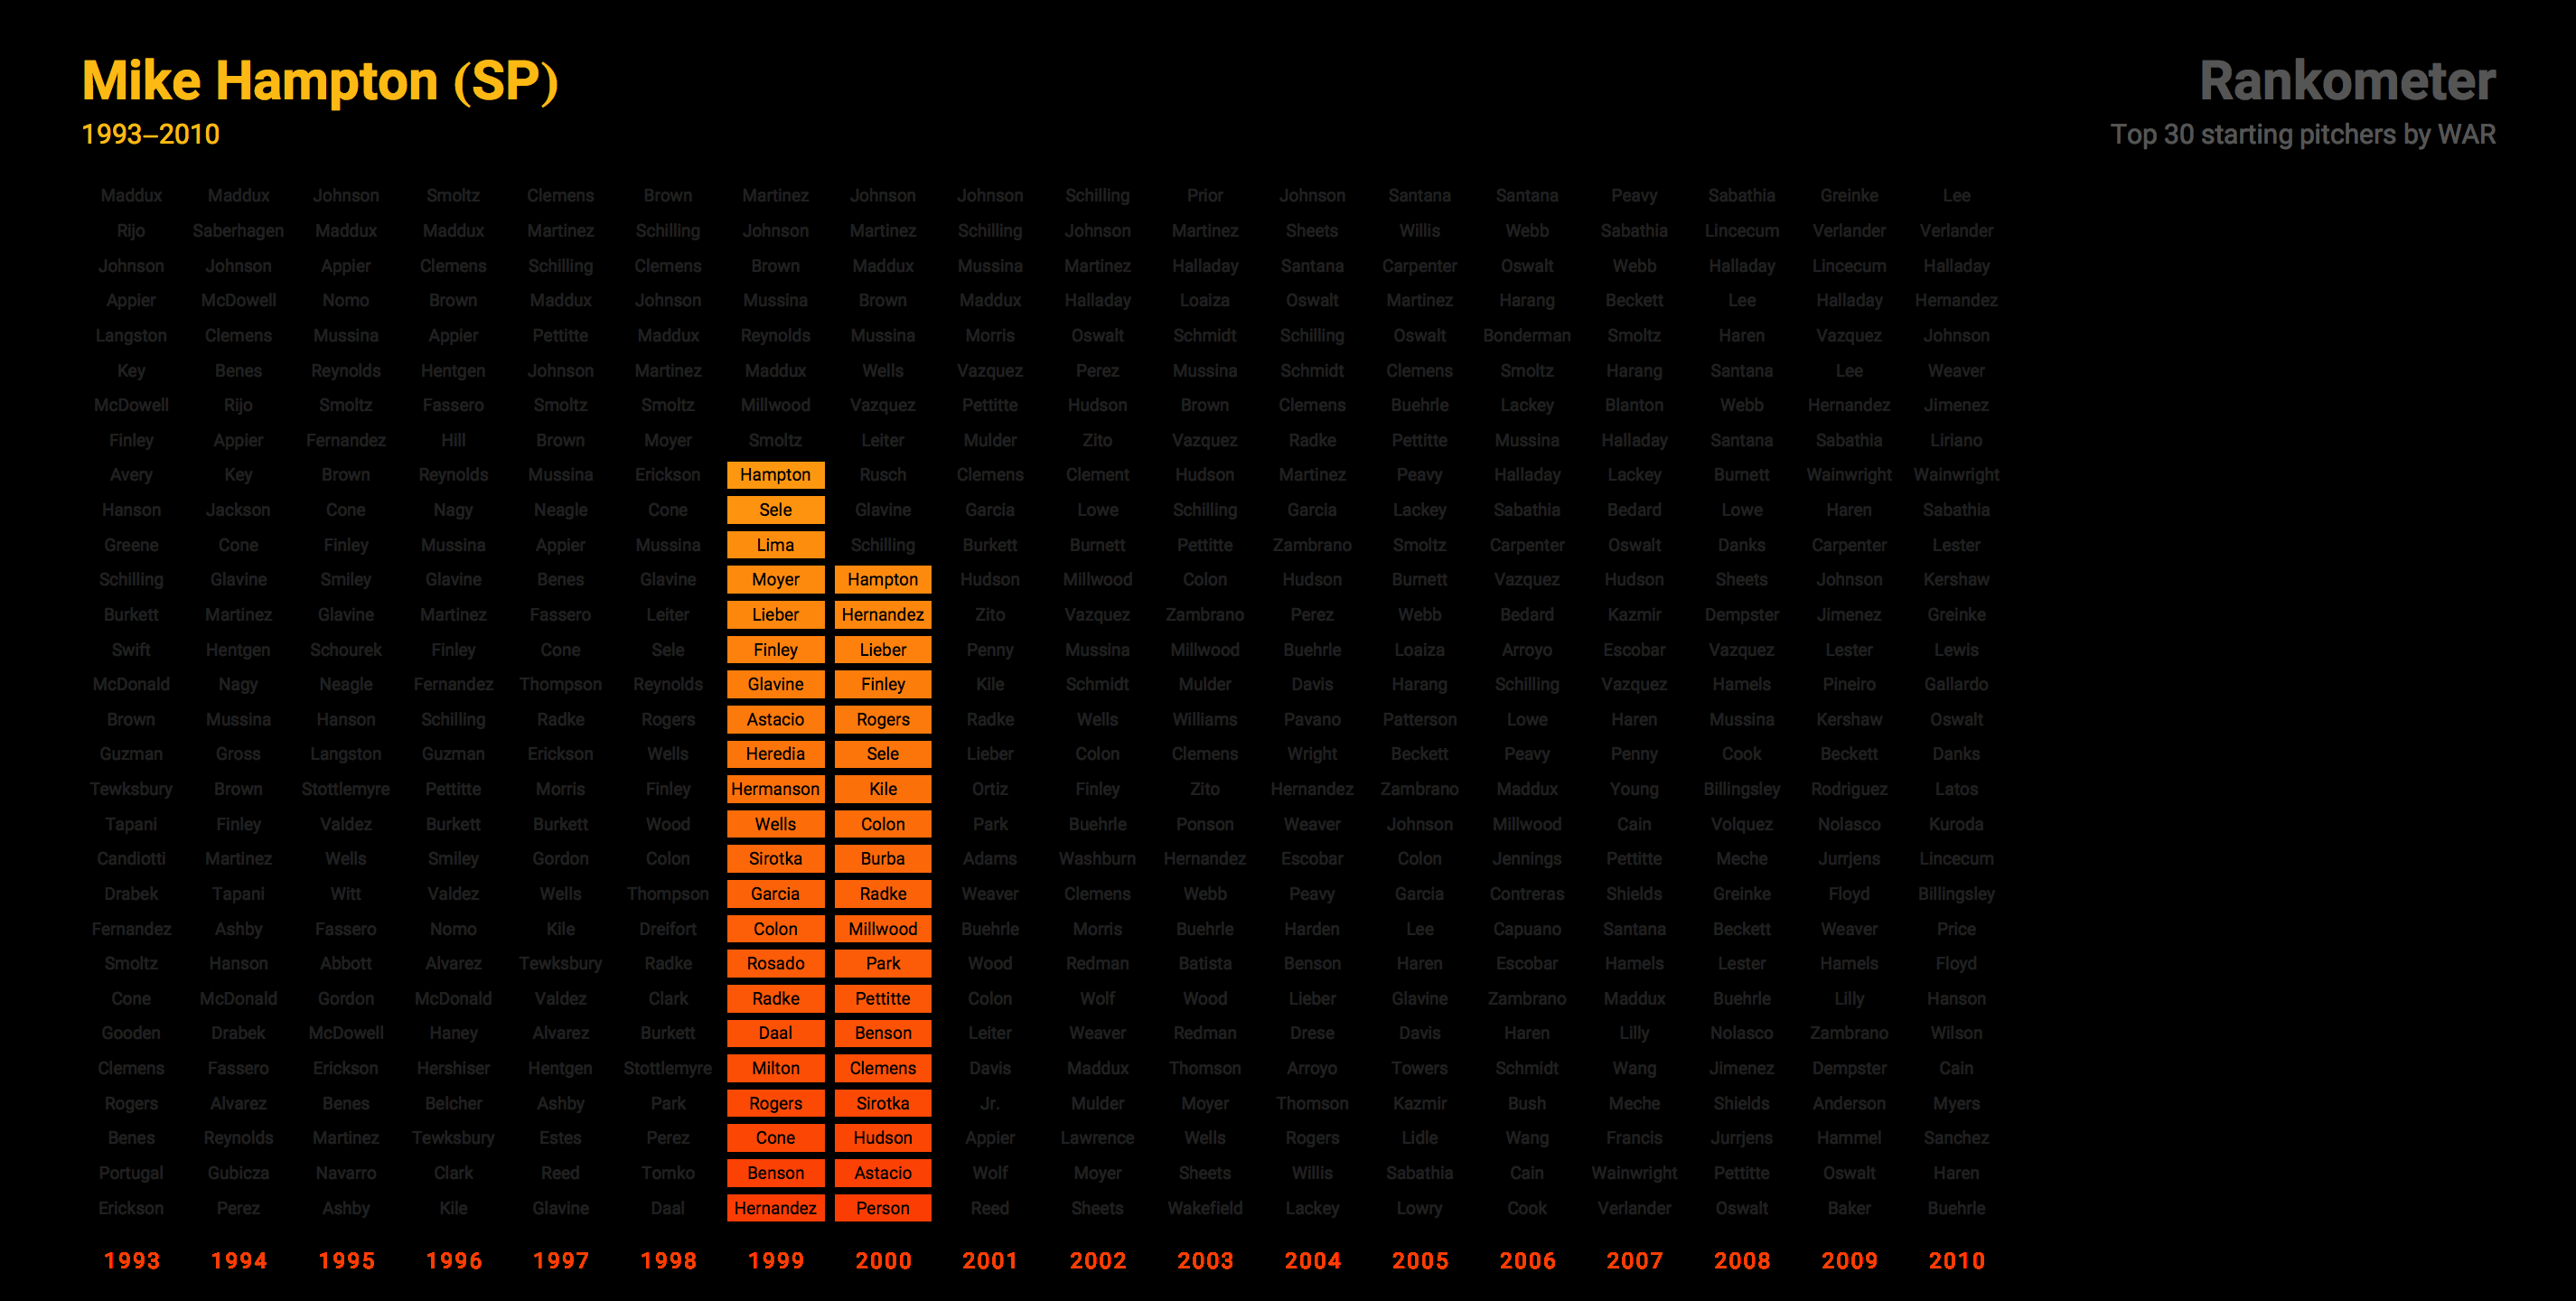 Mike Hampton (SP)
Rankometer
1993–2010
Top 30 starting pitchers by WAR
Maddux Maddux Johnson Smoltz Clemens Brown Martinez Johnson Johnson Schilling Prior Johnson Santana Santana Peavy Sabathia Greinke Lee
Rijo Saberhagen Maddux Maddux Martinez Schilling Johnson Martinez Schilling Johnson Martinez Sheets Willis Webb Sabathia Lincecum Verlander Verlander
Johnson Johnson Appier Clemens Schilling Clemens Brown Maddux Mussina Martinez Halladay Santana Carpenter Oswalt Webb Halladay Lincecum Halladay
Appier McDowell Nomo Brown Maddux Johnson Mussina Brown Maddux Halladay Loaiza Oswalt Martinez Harang Beckett Lee Halladay Hernandez
Langston Clemens Mussina Appier Pettitte Maddux Reynolds Mussina Morris Oswalt Schmidt Schilling Oswalt Bonderman Smoltz Haren Vazquez Johnson
Key Benes Reynolds Hentgen Johnson Martinez Maddux Wells Vazquez Perez Mussina Schmidt Clemens Smoltz Harang Santana Lee Weaver
McDowell Rijo Smoltz Fassero Smoltz Smoltz Millwood Vazquez Pettitte Hudson Brown Clemens Buehrle Lackey Blanton Webb Hernandez Jimenez
Finley Appier Fernandez Hill Brown Moyer Smoltz Leiter Mulder Zito Vazquez Radke Pettitte Mussina Halladay Santana Sabathia Liriano
Avery Key Brown Reynolds Mussina Erickson Hampton Rusch Clemens Clement Hudson Martinez Peavy Halladay Lackey Burnett Wainwright Wainwright
Hanson Jackson Cone Nagy Neagle Cone Sele Glavine Garcia Lowe Schilling Garcia Lackey Sabathia Bedard Lowe Haren Sabathia
Greene Cone Finley Mussina Appier Mussina Lima Schilling Burkett Burnett Pettitte Zambrano Smoltz Carpenter Oswalt Danks Carpenter Lester
Schilling Glavine Smiley Glavine Benes Glavine Moyer Hampton Hudson Millwood Colon Hudson Burnett Vazquez Hudson Sheets Johnson Kershaw
Burkett Martinez Glavine Martinez Fassero Leiter Lieber Hernandez Zito Vazquez Zambrano Perez Webb Bedard Kazmir Dempster Jimenez Greinke
Swift Hentgen Schourek Finley Cone Sele Finley Lieber Penny Mussina Millwood Buehrle Loaiza Arroyo Escobar Vazquez Lester Lewis
McDonald Nagy Neagle Fernandez Thompson Reynolds Glavine Finley Kile Schmidt Mulder Davis Harang Schilling Vazquez Hamels Pineiro Gallardo
Brown Mussina Hanson Schilling Radke Rogers Astacio Rogers Radke Wells Williams Pavano Patterson Lowe Haren Mussina Kershaw Oswalt
Guzman Gross Langston Guzman Erickson Wells Heredia Sele Lieber Colon Clemens Wright Beckett Peavy Penny Cook Beckett Danks
Tewksbury Brown Stottlemyre Pettitte Morris Finley Hermanson Kile Ortiz Finley Zito Hernandez Zambrano Maddux Young Billingsley Rodriguez Latos
Tapani Finley Valdez Burkett Burkett Wood Wells Colon Park Buehrle Ponson Weaver Johnson Millwood Cain Volquez Nolasco Kuroda
Candiotti Martinez Wells Smiley Gordon Colon Sirotka Burba Adams Washburn Hernandez Escobar Colon Jennings Pettitte Meche Jurrjens Lincecum
Drabek Tapani Witt Valdez Wells Thompson Garcia Radke Weaver Clemens Webb Peavy Garcia Contreras Shields Greinke Floyd Billingsley
Fernandez Ashby Fassero Nomo Kile Dreifort Colon Millwood Buehrle Morris Buehrle Harden Lee Capuano Santana Beckett Weaver Price
Smoltz Hanson Abbott Alvarez Tewksbury Radke Rosado Park Wood Redman Batista Benson Haren Escobar Hamels Lester Hamels Floyd
Cone McDonald Gordon McDonald Valdez Clark Radke Pettitte Colon Wolf Wood Lieber Glavine Zambrano Maddux Buehrle Lilly Hanson
Gooden Drabek McDowell Haney Alvarez Burkett Daal Benson Leiter Weaver Redman Drese Davis Haren Lilly Nolasco Zambrano Wilson
Clemens Fassero Erickson Hershiser Hentgen Stottlemyre Milton Clemens Davis Maddux Thomson Arroyo Towers Schmidt Wang Jimenez Dempster Cain
Rogers Alvarez Benes Belcher Ashby Park Rogers Sirotka Jr. Mulder Moyer Thomson Kazmir Bush Meche Shields Anderson Myers
Benes Reynolds Martinez Tewksbury Estes Perez Cone Hudson Appier Lawrence Wells Rogers Lidle Wang Francis Jurrjens Hammel Sanchez
Portugal Gubicza Navarro Clark Reed Tomko Benson Astacio Wolf Moyer Sheets Willis Sabathia Cain Wainwright Pettitte Oswalt Haren
Erickson Perez Ashby Kile Glavine Daal Hernandez Person Reed Sheets Wakefield Lackey Lowry Cook Verlander Oswalt Baker Buehrle
1993 1994 1995 1996 1997 1998 1999 2000 2001 2002 2003 2004 2005 2006 2007 2008 2009 2010